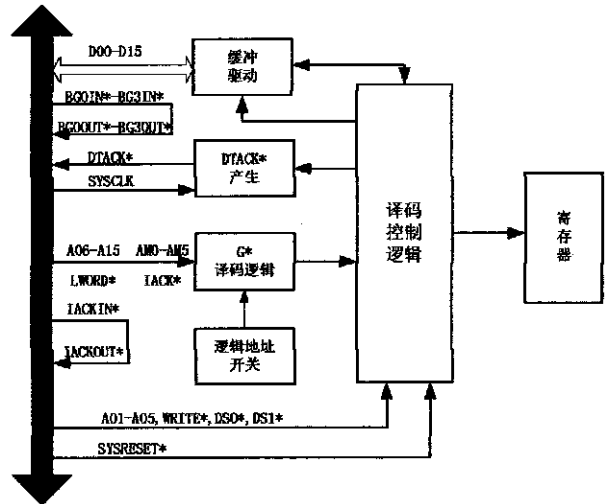 D00-D15
缓冲
驱动
BG0IN*-BG3IN*
BG0OUT*-BG3OUT*
DTACK*
DTACK*
产生
SYSCLK
译码
控制
逻辑
寄存器
A06-A15 AM0-AM5
LWORD* IACK*
G*
译码逻辑
IACKIN*
IACKOUT*
逻辑地址
开关
A01-A05,WRITE*,DS0*,DS1*
SYSRESET*